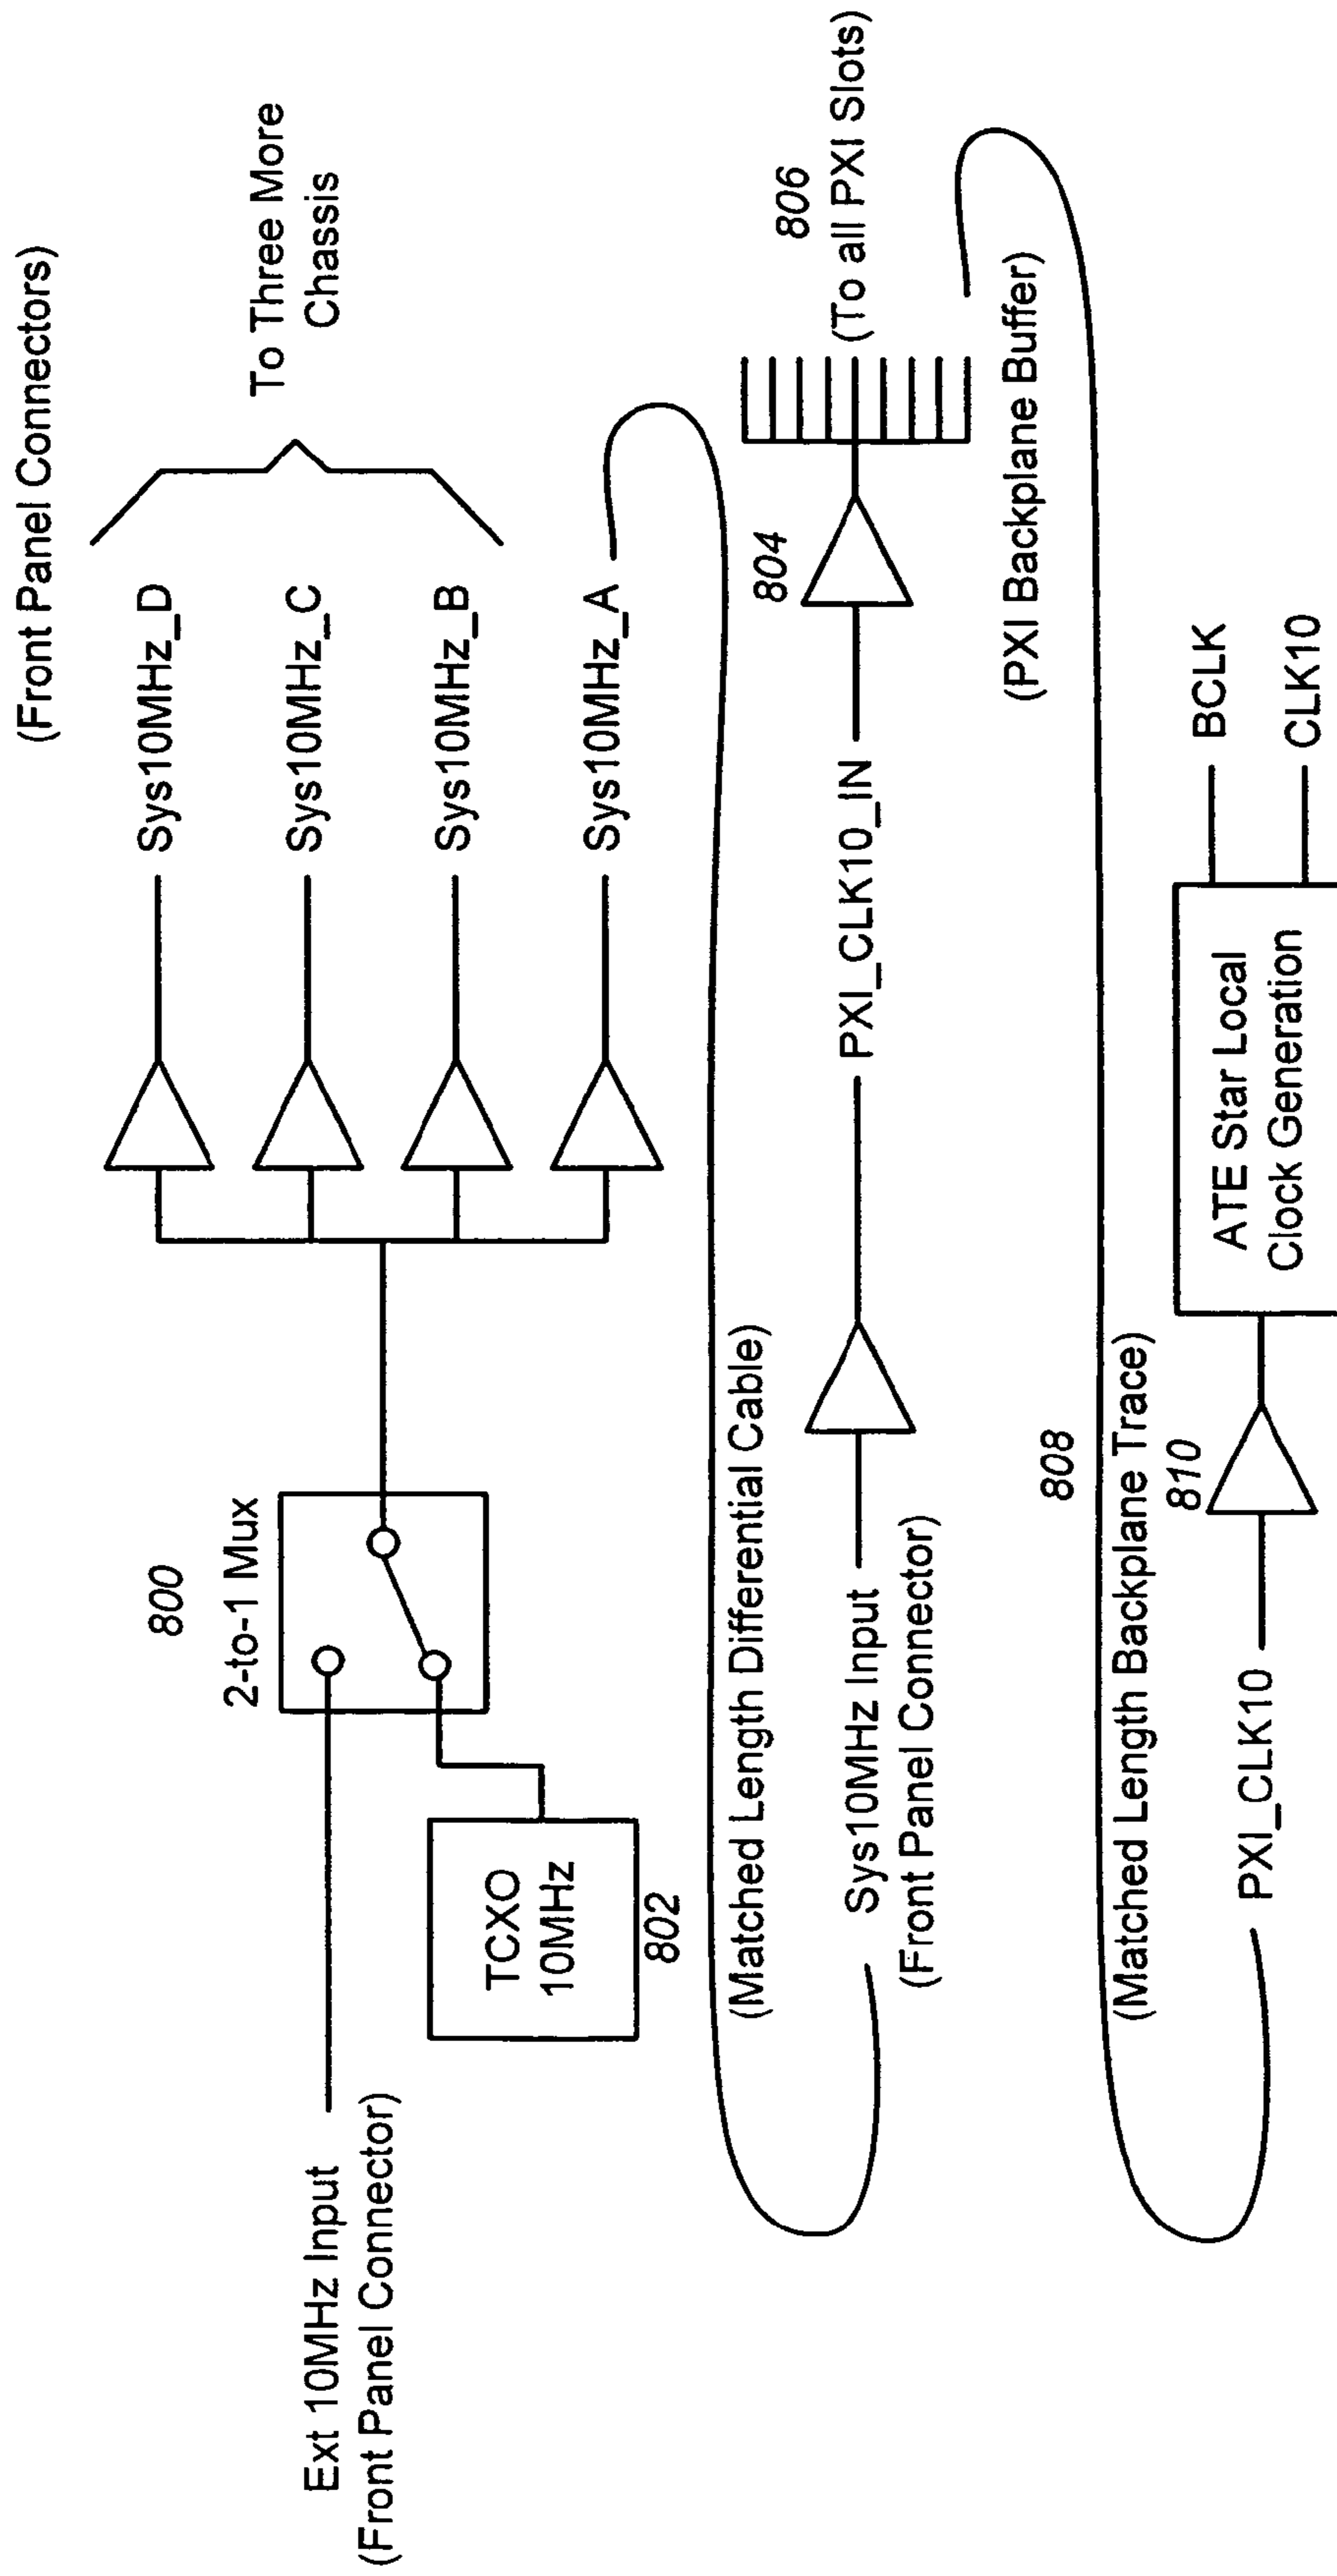 (Front Panel Connectors)
Sys10MHz_D
Sys10MHz_C
Sys10MHz_B
Sys10MHz_A
To Three More
Chassis
800
2-to-1 Mux
Ext 10MHz Input
(Front Panel Connector)
TCXO
10MHz
802
(Matched Length Differential Cable)
Sys10MHz Input
(Front Panel Connector)
PXI_CLK10_IN
804
806
(To all PXI Slots)
(PXI Backplane Buffer)
808
(Matched Length Backplane Trace)
810
PXI_CLK10
ATE Star Local
Clock Generation
BCLK
CLK10